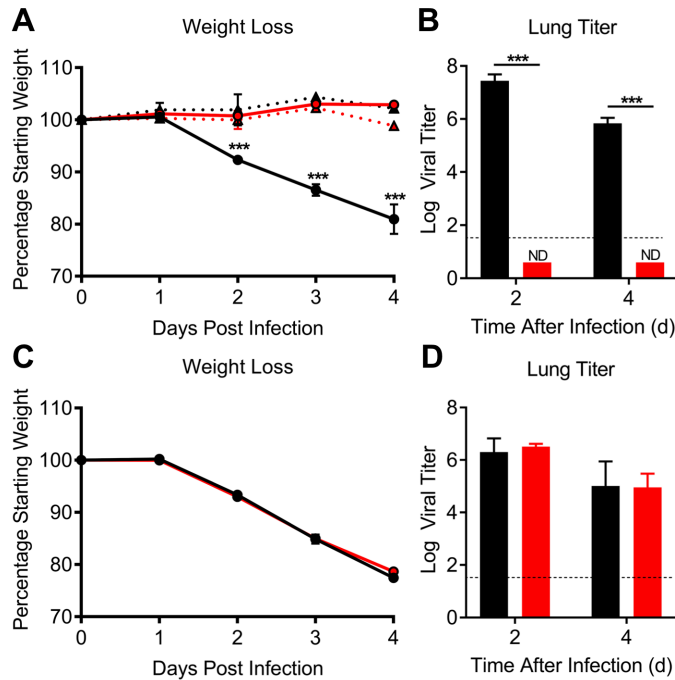 A
Weight Loss
Percentage Starting Weight
110
100
90
80
70
***
***
***
0
1
2
3
4
Days Post Infection
B
Lung Titer
Log Viral Titer
8
6
4
2
0
***
***
ND
ND
2
4
Time After Infection (d)
C
Weight Loss
Percentage Starting Weight
110
100
90
80
70
0
1
2
3
4
Days Post Infection
D
Lung Titer
Log Viral Titer
8
6
4
2
0
2
4
Time After Infection (d)